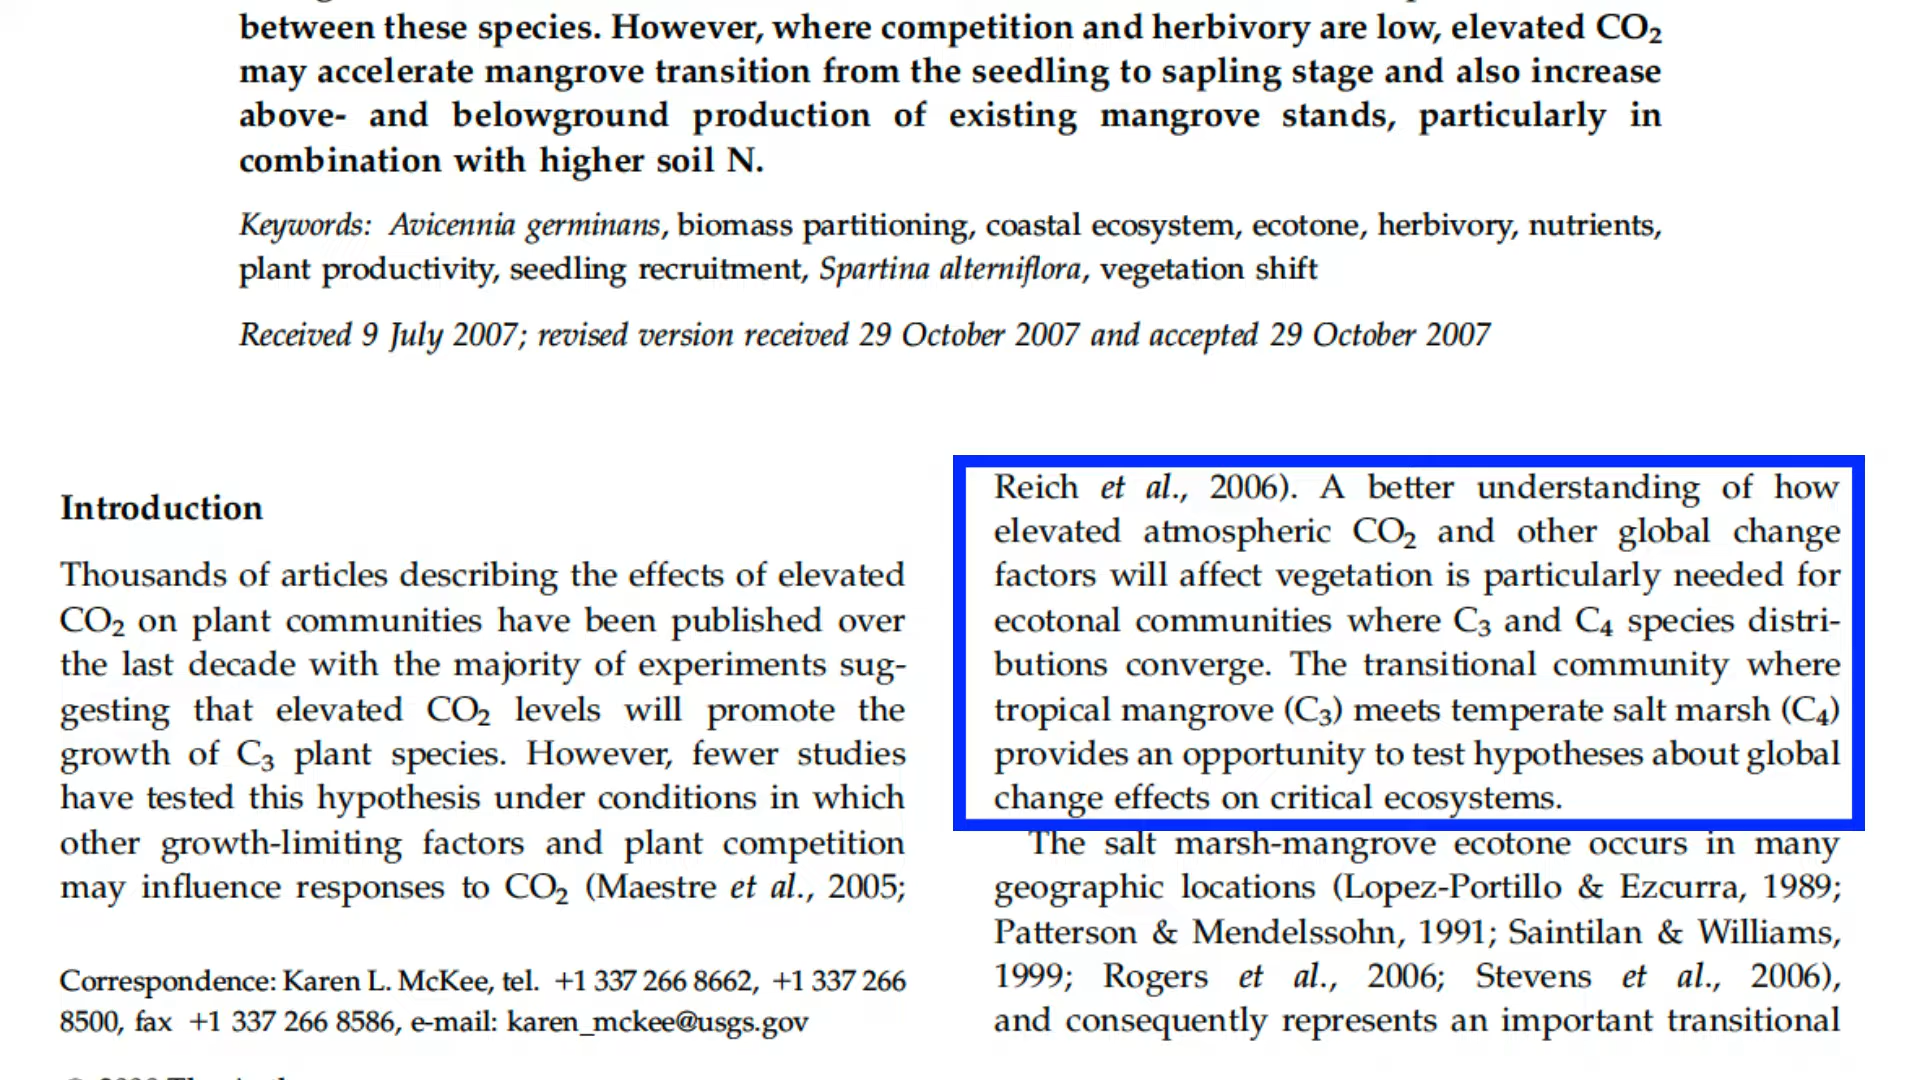 between these species. However, where competition and herbivory are low, elevated CO₂
may accelerate mangrove transition from the seedling to sapling stage and also increase
above- and belowground production of existing mangrove stands, particularly in
combination with higher soil N.
Keywords: Avicennia germinans, biomass partitioning, coastal ecosystem, ecotone, herbivory, nutrients,
plant productivity, seedling recruitment, Spartina alterniflora, vegetation shift
Received 9 July 2007; revised version received 29 October 2007 and accepted 29 October 2007
Introduction
Thousands of articles describing the effects of elevated
CO₂ on plant communities have been published over
the last decade with the majority of experiments sug-
gesting that elevated CO₂ levels will promote the
growth of C₃ plant species. However, fewer studies
have tested this hypothesis under conditions in which
other growth-limiting factors and plant competition
may influence responses to CO₂ (Maestre et al., 2005;
Correspondence: Karen L. McKee, tel. +1 337 266 8662, +1 337 266
8500, fax +1 337 266 8586, e-mail: karen_mckee@usgs.gov
Reich et al., 2006). A better understanding of how
elevated atmospheric CO₂ and other global change
factors will affect vegetation is particularly needed for
ecotonal communities where C₃ and C₄ species distri-
butions converge. The transitional community where
tropical mangrove (C₃) meets temperate salt marsh (C₄)
provides an opportunity to test hypotheses about global
change effects on critical ecosystems.
The salt marsh-mangrove ecotone occurs in many
geographic locations (Lopez-Portillo & Ezcurra, 1989;
Patterson & Mendelssohn, 1991; Saintilan & Williams,
1999; Rogers et al., 2006; Stevens et al., 2006),
and consequently represents an important transitional